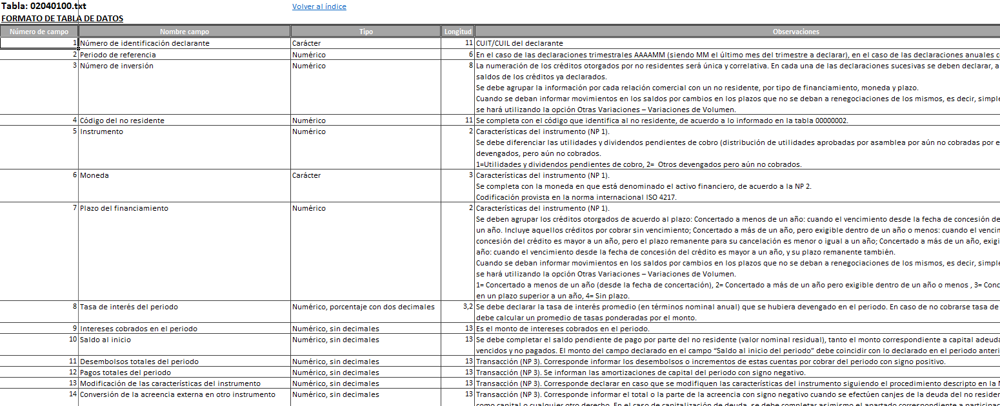 Tabla: 02040100.txt Volver al índice
FORMATO DE TABLA DE DATOS
Número de campo Nombre campo Tipo Longitud Observaciones
1 Número de identificación declarante Carácter 11 CUIT/CUIL del declarante
2 Periodo de referencia Numérico 6 En el caso de las declaraciones trimestrales AAAAMM (siendo MM el último mes del trimestre a declarar), en el caso de las declaraciones anuales
3 Número de inversión Numérico 8 La numeración de los créditos otorgados por no residentes será única y correlativa. En cada una de las declaraciones sucesivas se deben declarar,
saldos de los créditos ya declarados.
Se debe agrupar la información por cada relación comercial con un no residente, por tipo de financiamiento, moneda y plazo.
Cuando se deban informar movimientos en los saldos por cambios en los plazos que no se deban a renegociaciones de los mismos, es decir,
se hará utilizando la opción Otras Variaciones – Variaciones de Volumen.
4 Código del no residente Numérico 11 Se completa con el código que identifica al no residente, de acuerdo a lo informado en la tabla 00000002.
5 Instrumento Numérico 2 Características del instrumento (NP 1).
Se debe diferenciar las utilidades y dividendos pendientes de cobro (distribución de utilidades aprobadas por asamblea por aún no cobradas por
devengados, pero aún no cobrados.
1=Utilidades y dividendos pendientes de cobro, 2= Otros devengados pero aún no cobrados.
6 Moneda Carácter 3 Características del instrumento (NP 1).
Se completa con la moneda en que está denominado el activo financiero, de acuerdo a la NP 2.
Codificación provista en la norma internacional ISO 4217.
7 Plazo del financiamiento Numérico 2 Características del instrumento (NP 1).
Se deben agrupar los créditos otorgados de acuerdo al plazo: Concertado a menos de un año: cuando el vencimiento desde la fecha de concesión
un año. Incluye aquellos créditos por cobrar sin vencimiento; Concertado a más de un año, pero exigible dentro de un año o menos: cuando el
concesión del crédito es mayor a un año, pero el plazo remanente para su cancelación es menor o igual a un año; Concertado a más de un año,
año: cuando el vencimiento desde la fecha de concesión del crédito es mayor a un año, y su plazo remanente también.
Cuando se deban informar movimientos en los saldos por cambios en los plazos que no se deban a renegociaciones de los mismos, es decir,
se hará utilizando la opción Otras Variaciones – Variaciones de Volumen.
1= Concertado a menos de un año (desde la fecha de concertación), 2= Concertado a más de un año pero exigible dentro de un año o menos , 3=
en un plazo superior a un año, 4= Sin plazo.
8 Tasa de interés del periodo Numérico, porcentaje con dos decimales 3,2 Se debe declarar la tasa de interés promedio (en términos nominal anual) que se hubiera devengado en el periodo. En caso de no cobrarse tasa de
debe calcular un promedio de tasas ponderadas por el monto.
9 Intereses cobrados en el periodo Numérico, sin decimales 13 Es el monto de intereses cobrados en el periodo.
10 Saldo al inicio Numérico, sin decimales 13 Se debe completar el saldo pendiente de pago por parte del no residente (valor nominal residual), tanto el monto correspondiente a capital
vencidos y no pagados. El monto del campo declarado en el campo “Saldo al inicio del periodo” debe coincidir con lo declarado en el periodo
11 Desembolsos totales del periodo Numérico, sin decimales 13 Transacción (NP 3). Corresponde informar los desembolsos o incrementos de estas cuentas por cobrar del periodo con signo positivo.
12 Pagos totales del periodo Numérico, sin decimales 13 Transacción (NP 3). Se informan las amortizaciones de capital del periodo con signo negativo.
13 Modificación de las características del instrumento Numérico, sin decimales 13 Transacción (NP 3). Corresponde declarar en caso que se modifiquen las características del instrumento siguiendo el procedimiento descripto en la
14 Conversión de la acreencia externa en otro instrumento Numérico, sin decimales 13 Transacción (NP 3). Corresponde informar el total o la parte de la acreencia con signo negativo cuando se efectúen canjes de la deuda del no
como capital o cualquier otro derecho. En el caso de capitalización de deuda, se debe completar asimismo el apartado correspondiente a